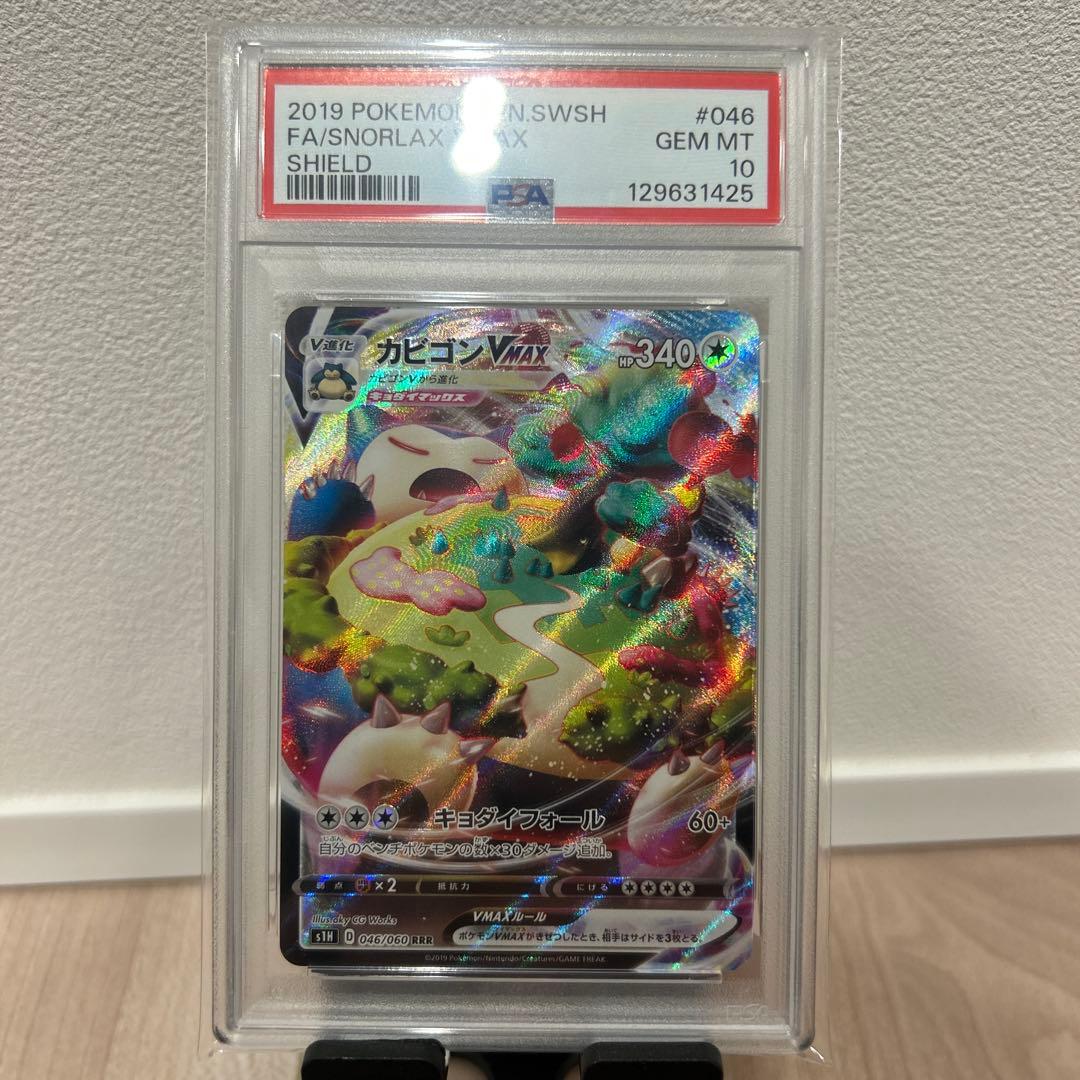 2019 POKEMON SWSH
#046
FA/SNORLAX
GEM MT
SHIELD
10
PSA
129631425
V進化
カビゴンVMAX
HP340
カビゴンVから進化
キョダイマックス
キョダイフォール
60+
自分のベンチポケモンの数×30ダメージ追加。
弱点
×2
抵抗力
にげる
Illus. aky CG Works
VMAXルール
ポケモンVMAXがきぜつしたとき、相手はサイドを3枚とる。
s1H D 046/060 RRR
©2019 Pokémon/Nintendo/Creatures/GAME FREAK.